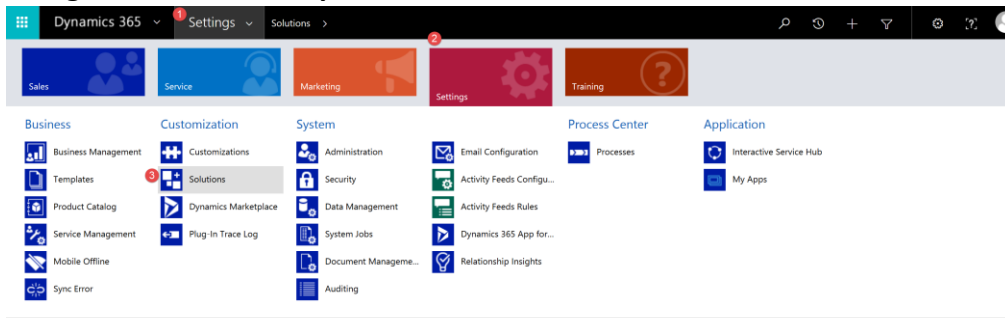 Dynamics 365
1
Settings
Solutions >
[?]
2
Sales
Service
Marketing
Settings
Training
?
Business
Customization
System
Process Center
Application
Business Management
Customizations
Administration
Email Configuration
Processes
Interactive Service Hub
Templates
3
Solutions
Security
Activity Feeds Configu...
My Apps
Product Catalog
Dynamics Marketplace
Data Management
Activity Feeds Rules
Service Management
Plug-In Trace Log
System Jobs
Dynamics 365 App for...
Mobile Offline
Document Manageme...
Relationship Insights
Sync Error
Auditing